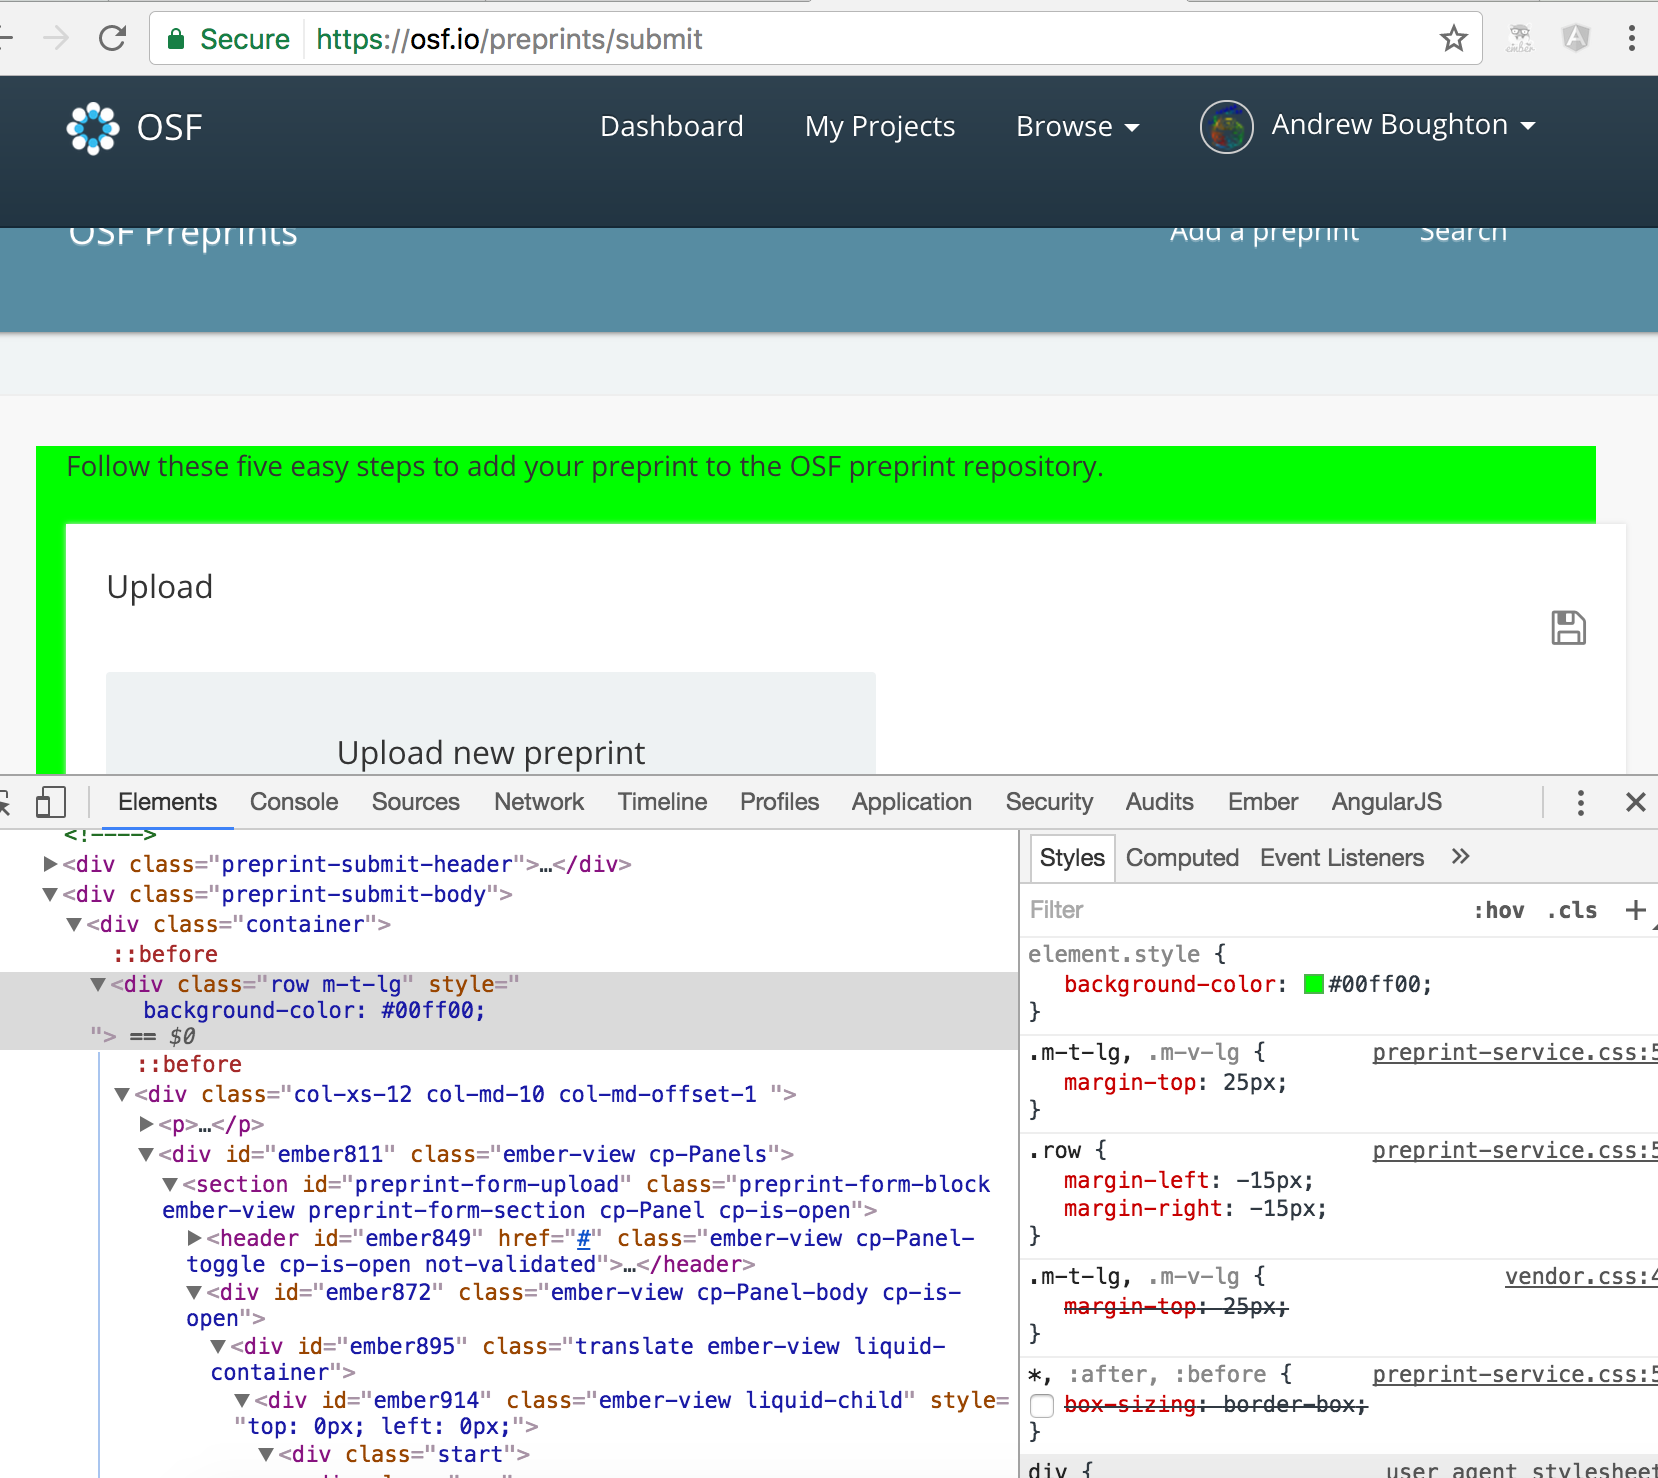 Secure https://osf.io/preprints/submit
OSF Dashboard My Projects Browse Andrew Boughton
OSF Preprints Add a preprint Search
Follow these five easy steps to add your preprint to the OSF preprint repository.
Upload
Upload new preprint
Elements Console Sources Network Timeline Profiles Application Security Audits Ember AngularJS
<!---->
<div class="preprint-submit-header">…</div>
<div class="preprint-submit-body">
<div class="container">
::before
<div class="row m-t-lg" style="
background-color: #00ff00;
"> == $0
::before
<div class="col-xs-12 col-md-10 col-md-offset-1 ">
<p>…</p>
<div id="ember811" class="ember-view cp-Panels">
<section id="preprint-form-upload" class="preprint-form-block
ember-view preprint-form-section cp-Panel cp-is-open">
<header id="ember849" href="#" class="ember-view cp-Panel-
toggle cp-is-open not-validated">…</header>
<div id="ember872" class="ember-view cp-Panel-body cp-is-
open">
<div id="ember895" class="translate ember-view liquid-
container">
<div id="ember914" class="ember-view liquid-child" style=
"top: 0px; left: 0px;">
<div class="start">
Styles Computed Event Listeners »
Filter :hov .cls +
element.style {
background-color: #00ff00;
}
.m-t-lg, .m-v-lg { preprint-service.css:5
margin-top: 25px;
}
.row { preprint-service.css:5
margin-left: -15px;
margin-right: -15px;
}
.m-t-lg, .m-v-lg { vendor.css:4
margin-top: 25px;
}
*, :after, :before { preprint-service.css:5
box-sizing: border-box;
}
div { user agent stylesheet